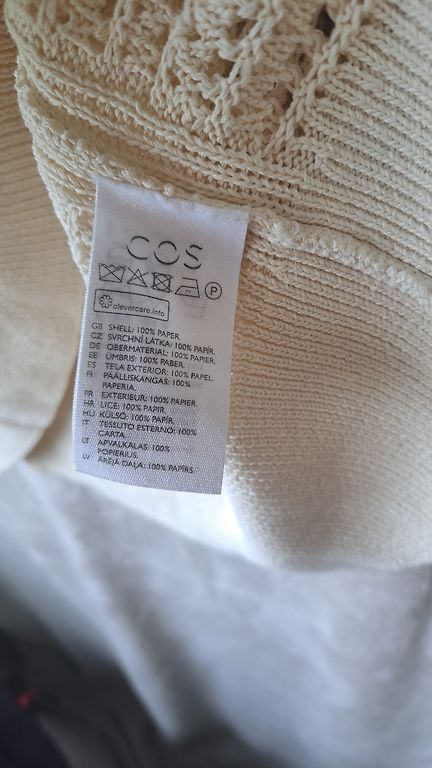 COS
P
clevercare.info
GB SHELL: 100% PAPER.
CZ SVRCHNÍ LÁTKA: 100% PAPÍR.
DE OBERMATERIAL: 100% PAPIER.
EE ÜMBRIS: 100% PABER.
ES TELA EXTERIOR: 100% PAPEL.
FI PÄÄLLISKANGAS: 100%
PAPERIA.
FR EXTERIEUR: 100% PAPIER
HR LICE: 100% PAPIR.
HU KÜLSŐ: 100% PAPÍR.
IT TESSUTO ESTERNO: 100%
CARTA.
LT APVALKALAS: 100%
POPIERIUS.
LV ĀRĒJĀ DAĻA: 100% PAPĪRS.